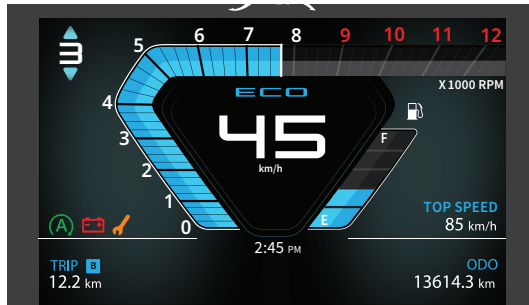 3
5 6 7 8 9 10 11 12
X1000 RPM
ECO
4
45
km/h
3
F
2
1
E
0
TOP SPEED
85 km/h
A
2:45 PM
TRIP B
12.2 km
ODO
13614.3 km